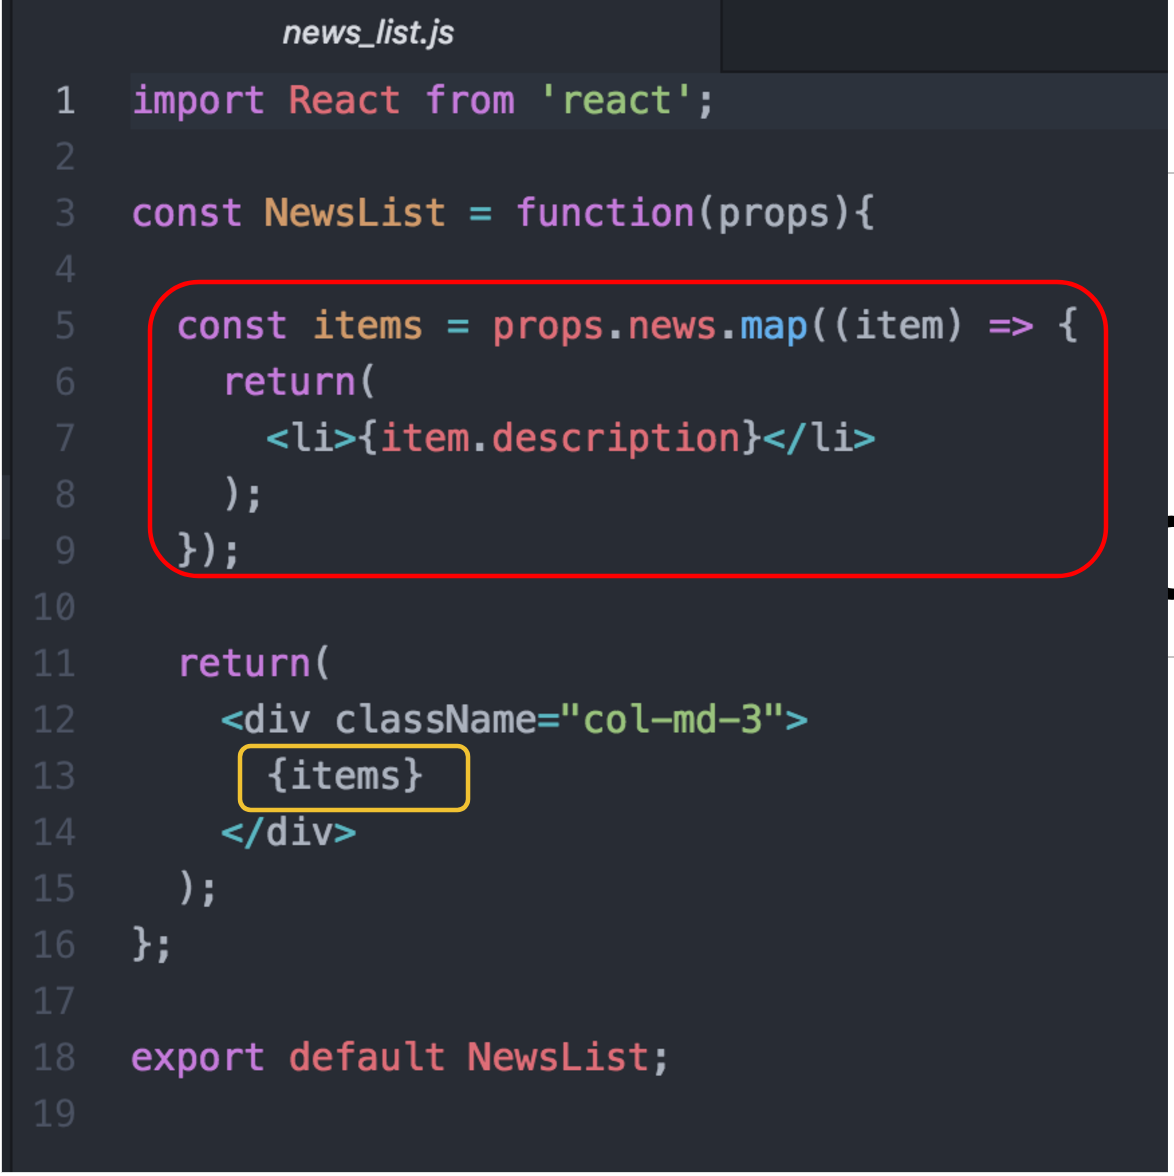 news_list.js
1 import React from 'react';
2
3 const NewsList = function(props){
4
5   const items = props.news.map((item) => {
6     return(
7       <li>{item.description}</li>
8     );
9   });
10
11   return(
12     <div className="col-md-3">
13       {items}
14     </div>
15   );
16 };
17
18 export default NewsList;
19